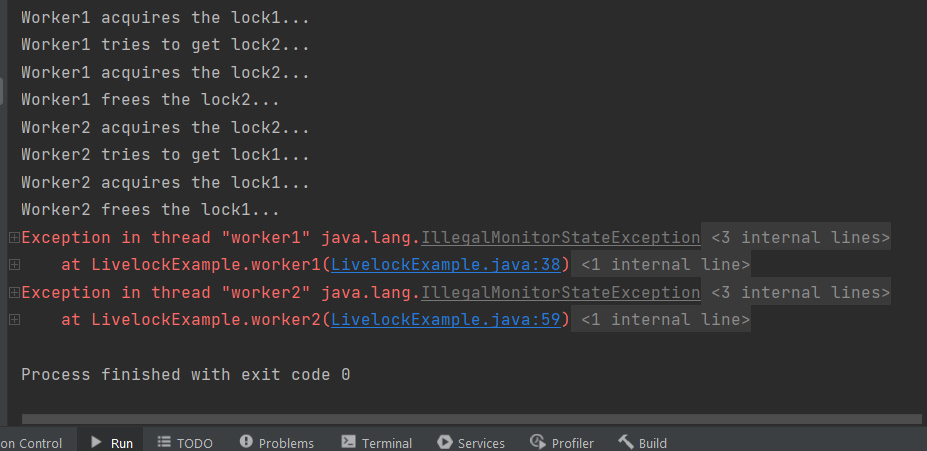 Worker1 acquires the lock1...
Worker1 tries to get lock2...
Worker1 acquires the lock2...
Worker1 frees the lock2...
Worker2 acquires the lock2...
Worker2 tries to get lock1...
Worker2 acquires the lock1...
Worker2 frees the lock1...
Exception in thread "worker1" java.lang.IllegalMonitorStateException <3 internal lines>
at LivelockExample.worker1(LivelockExample.java:38) <1 internal line>
Exception in thread "worker2" java.lang.IllegalMonitorStateException <3 internal lines>
at LivelockExample.worker2(LivelockExample.java:59) <1 internal line>
Process finished with exit code 0
on Control Run TODO Problems Terminal Services Profiler Build